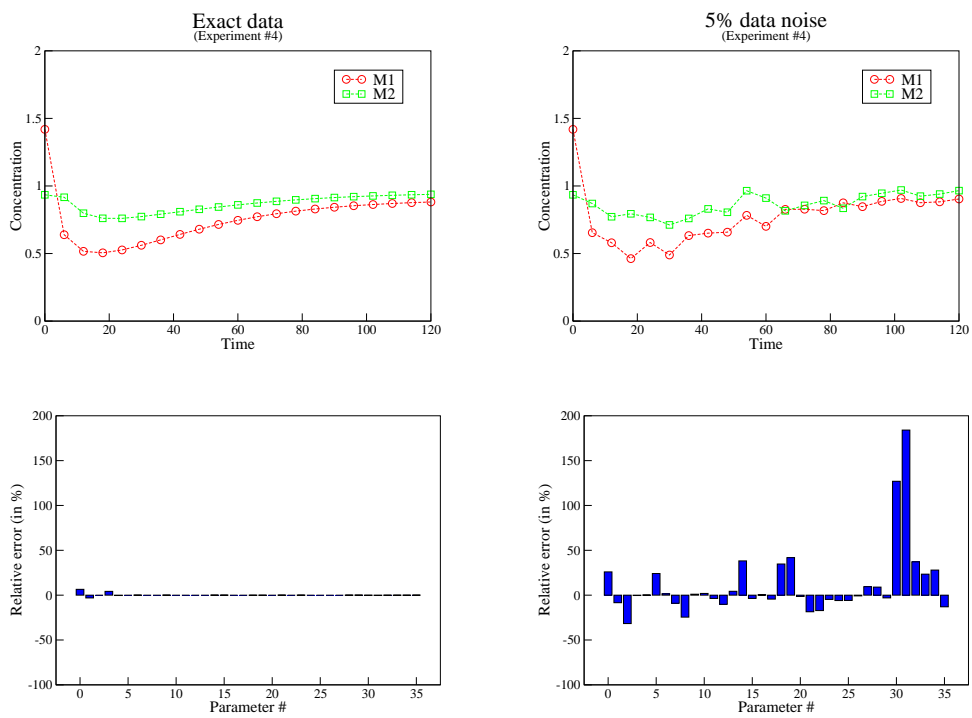 Exact data
(Experiment #4)
2
1.5
1
0.5
0
Concentration
M1
M2
0 20 40 60 80 100 120
Time
5% data noise
(Experiment #4)
2
1.5
1
0.5
0
Concentration
M1
M2
0 20 40 60 80 100 120
Time
200
150
100
50
0
-50
-100
Relative error (in %)
0 5 10 15 20 25 30 35
Parameter #
200
150
100
50
0
-50
-100
Relative error (in %)
0 5 10 15 20 25 30 35
Parameter #